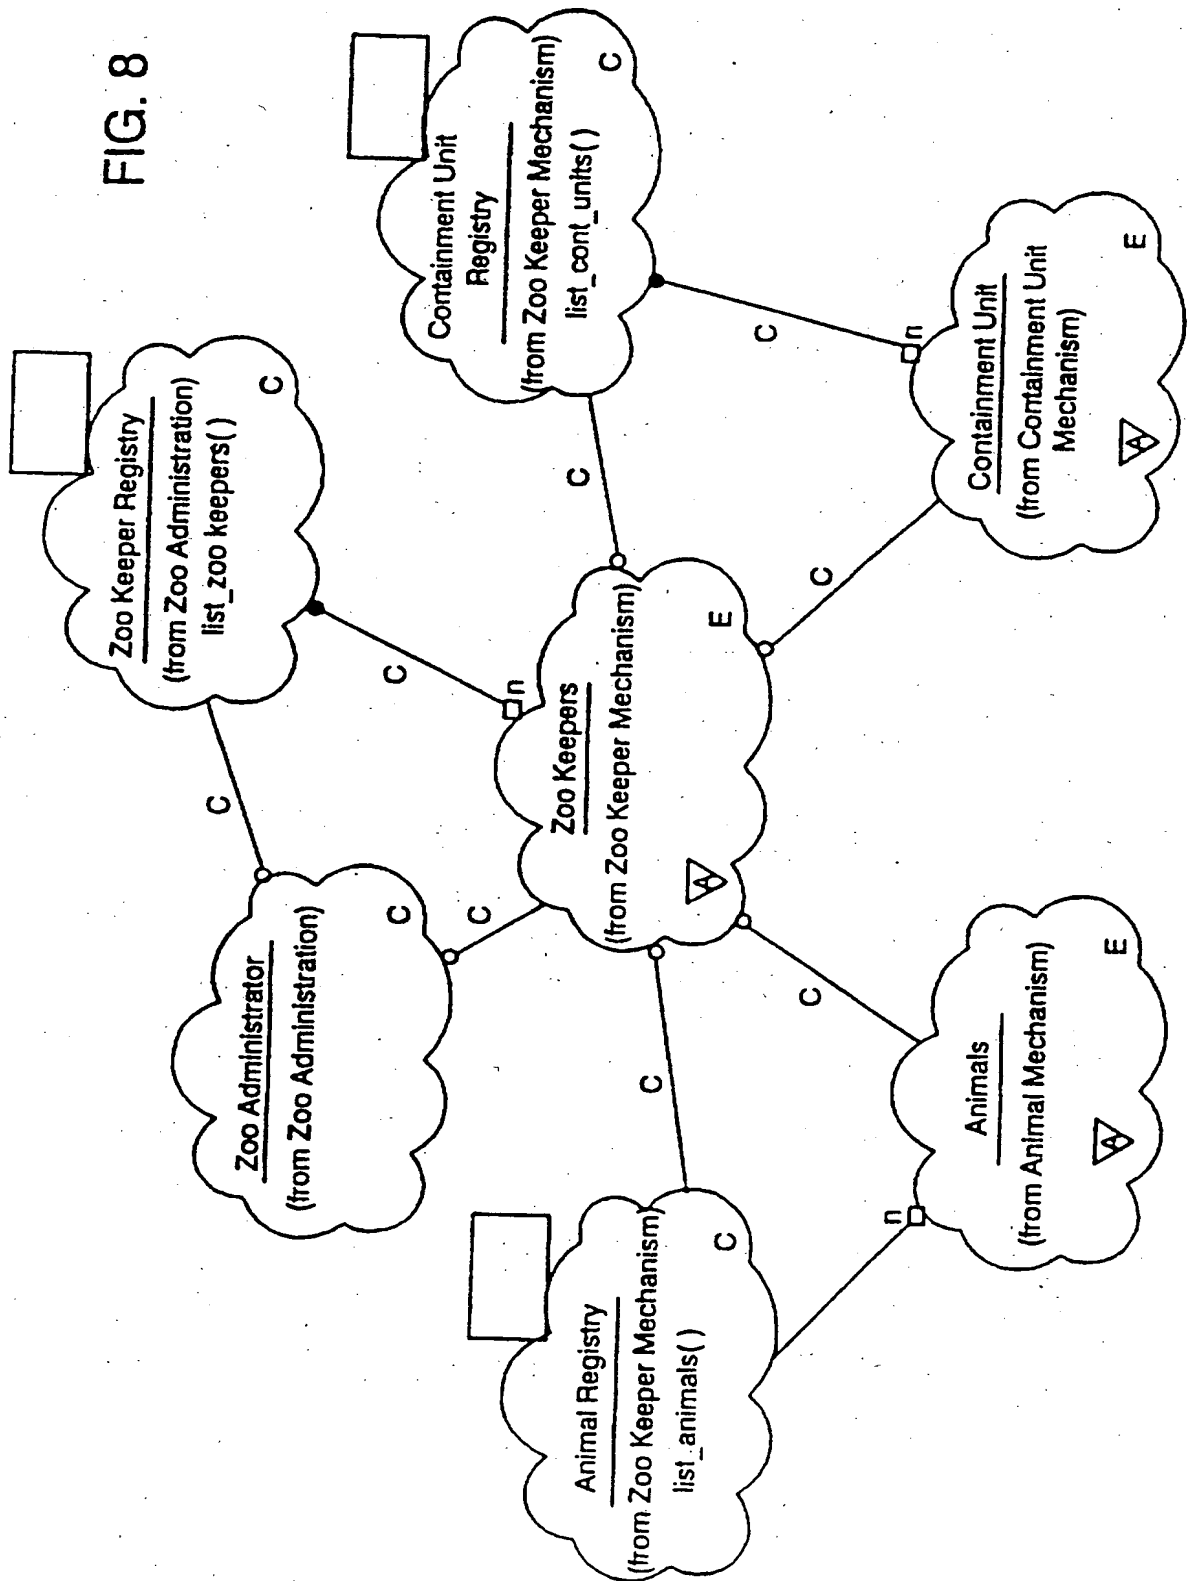 FIG. 8
Zoo Keeper Registry
(from Zoo Administration)
list_zoo keepers( )
C
Containment Unit
Registry
(from Zoo Keeper Mechanism)
list_cont_units( )
C
Zoo Administrator
(from Zoo Administration)
C
C
C
C
n
C
C
n
Zoo Keepers
(from Zoo Keeper Mechanism)
A
E
C
C
C
Animal Registry
(from Zoo Keeper Mechanism)
list_animals( )
C
n
Animals
(from Animal Mechanism)
A
E
Containment Unit
(from Containment Unit
Mechanism)
A
E